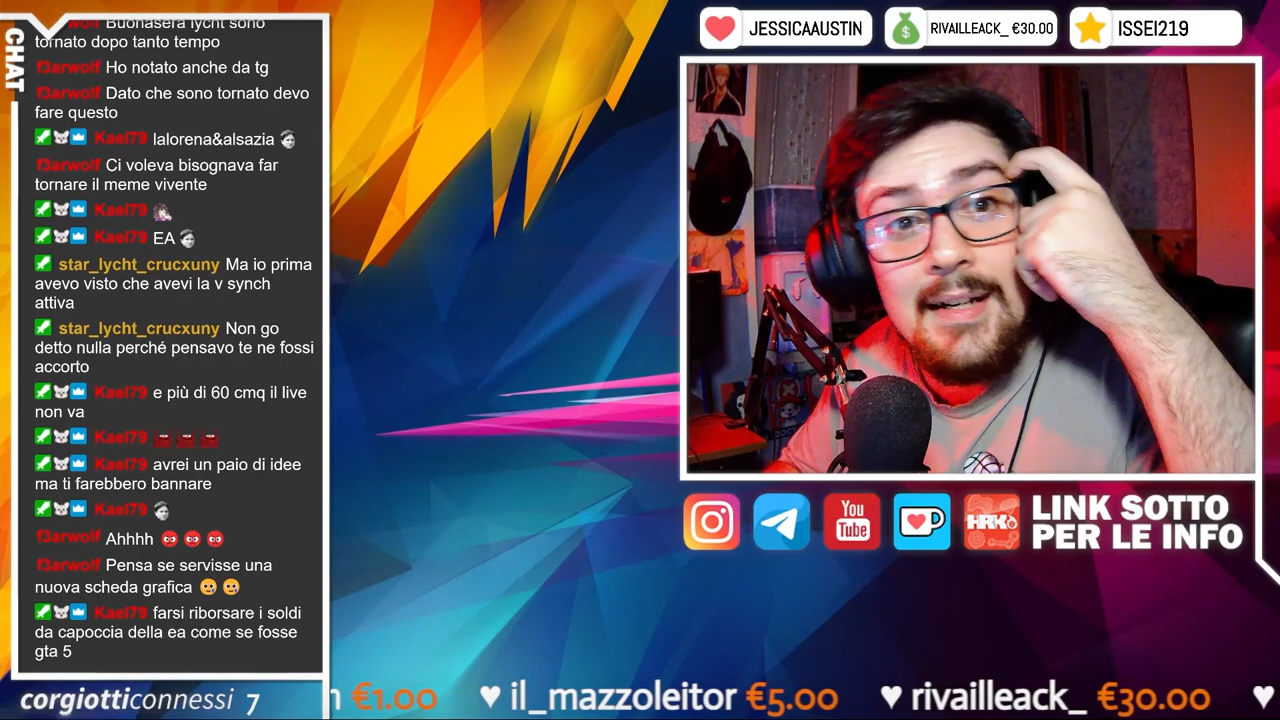 CHAT
f3arwolf Buonasera lycht sono
tornato dopo tanto tempo
f3arwolf Ho notato anche da tg
f3arwolf Dato che sono tornato devo
fare questo
Kael79 lalorena&alsazia
f3arwolf Ci voleva bisognava far
tornare il meme vivente
Kael79
Kael79 EA
star_lycht_crucxuny Ma io prima
avevo visto che avevi la v synch
attiva
star_lycht_crucxuny Non go
detto nulla perché pensavo te ne fossi
accorto
Kael79 e più di 60 cmq il live
non va
Kael79
Kael79 avrei un paio di idee
ma ti farebbero bannare
Kael79
f3arwolf Ahhhh
f3arwolf Pensa se servisse una
nuova scheda grafica
Kael79 farsi riborsare i soldi
da capoccia della ea come se fosse
gta 5
corgiotticonnessi 7
JESSICAAUSTIN
RIVAILLEACK_ €30.00
ISSEI219
You
Tube
HRK
LINK SOTTO
PER LE INFO
€1.00 ♥ il_mazzoleitor €5.00 ♥ rivailleack_ €30.00 ♥